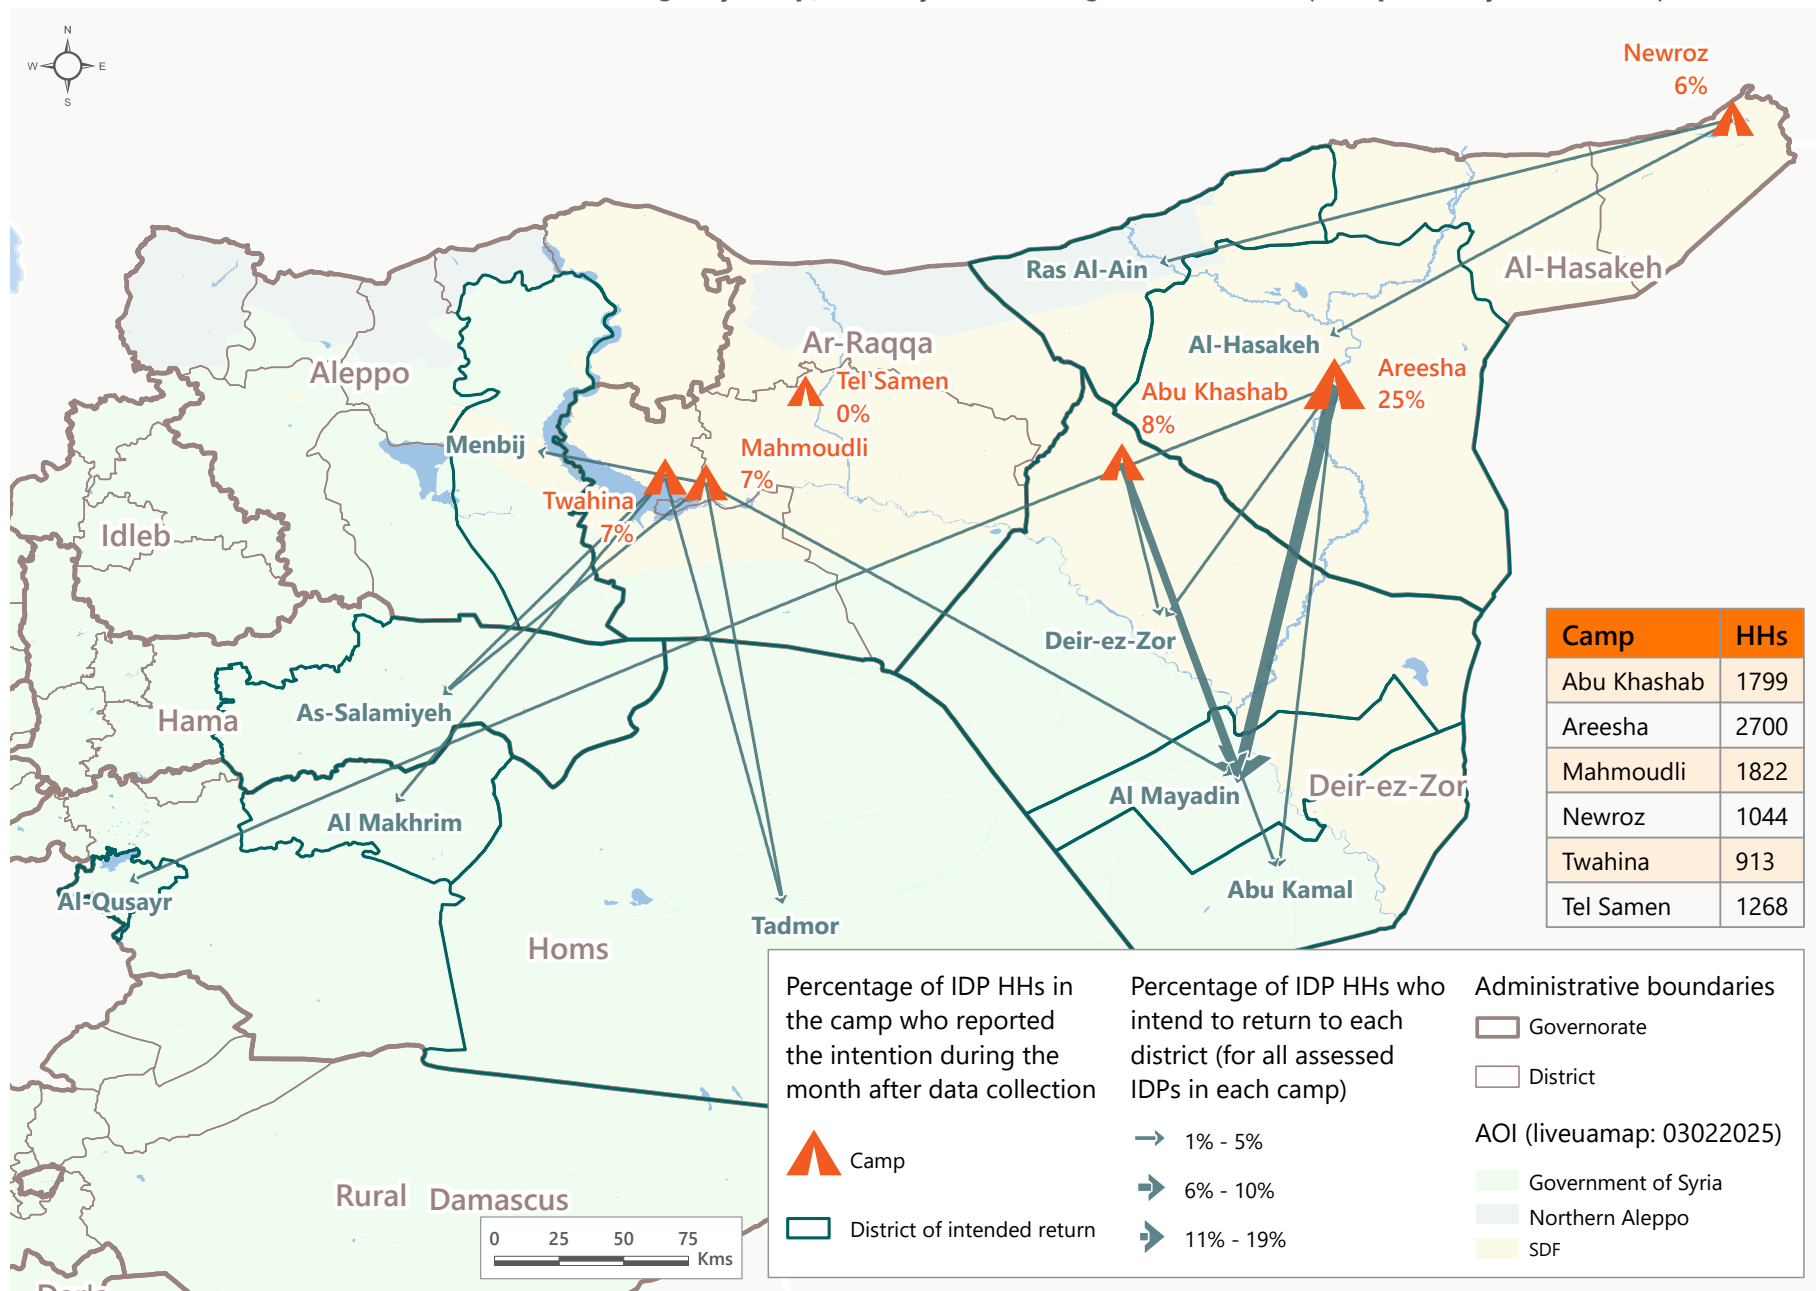 N
W
E
S
Newroz
6%
Ras Al-Ain
Al-Hasakeh
Ar-Raqqa
Al-Hasakeh
Aleppo
Tel Samen
0%
Areesha
25%
Abu Khashab
8%
Menbij
Mahmoudli
7%
Twahina
7%
Idleb
Deir-ez-Zor
As-Salamiyeh
Hama
Al Mayadin
Deir-ez-Zor
Al Makhrim
Al-Qusayr
Abu Kamal
Tadmor
Homs
Rural Damascus
Camp HHs
Abu Khashab 1799
Areesha 2700
Mahmoudli 1822
Newroz 1044
Twahina 913
Tel Samen 1268
Percentage of IDP HHs in
the camp who reported
the intention during the
month after data collection
Camp
District of intended return
Percentage of IDP HHs who
intend to return to each
district (for all assessed
IDPs in each camp)
1% - 5%
6% - 10%
11% - 19%
Administrative boundaries
Governorate
District
AOI (liveuamap: 03022025)
Government of Syria
Northern Aleppo
SDF
0 25 50 75
Kms